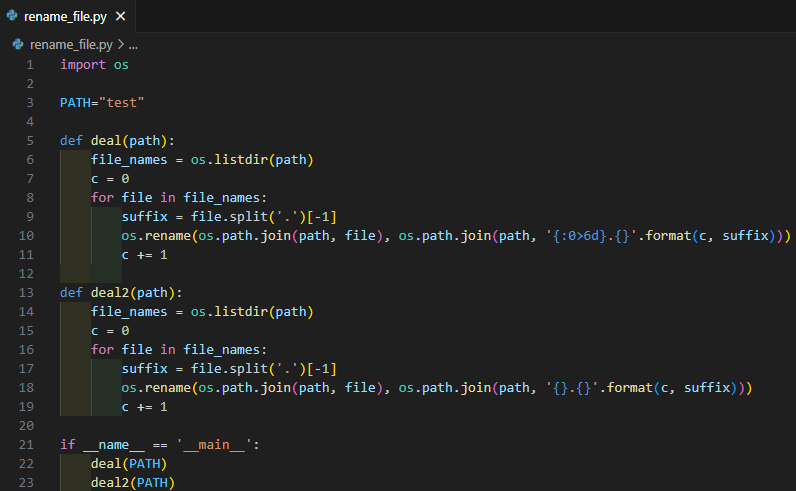 rename_file.py ×
rename_file.py > ...
1 import os
2
3 PATH="test"
4
5 def deal(path):
6     file_names = os.listdir(path)
7     c = 0
8     for file in file_names:
9         suffix = file.split('.')[-1]
10         os.rename(os.path.join(path, file), os.path.join(path, '{:0>6d}.{}'.format(c, suffix)))
11         c += 1
12
13 def deal2(path):
14     file_names = os.listdir(path)
15     c = 0
16     for file in file_names:
17         suffix = file.split('.')[-1]
18         os.rename(os.path.join(path, file), os.path.join(path, '{}.{}'.format(c, suffix)))
19         c += 1
20
21 if __name__ == '__main__':
22     deal(PATH)
23     deal2(PATH)